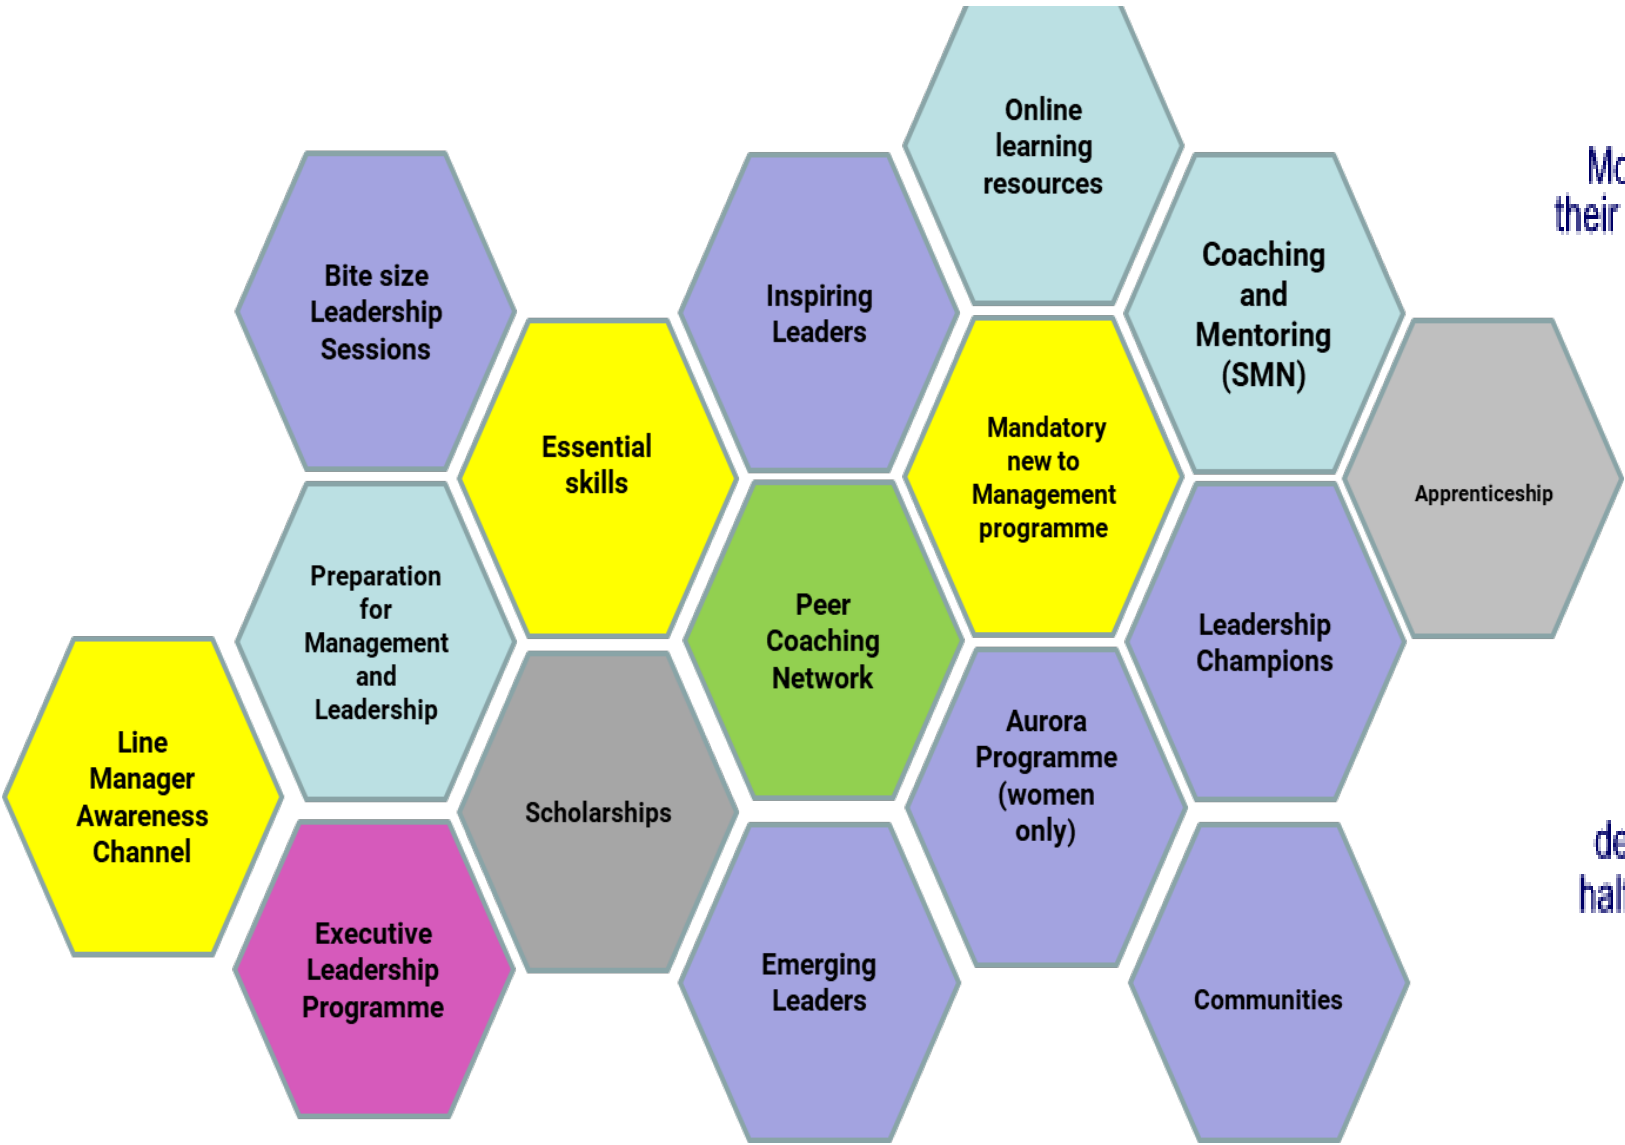 Online
learning
resources
Bite size
Leadership
Sessions
Inspiring
Leaders
Coaching
and
Mentoring
(SMN)
their
Essential
skills
Mandatory
new to
Management
programme
Apprenticeship
Preparation
for
Management
and
Leadership
Peer
Coaching
Network
Leadership
Champions
Line
Manager
Awareness
Channel
Scholarships
Aurora
Programme
(women
only)
Executive
Leadership
Programme
Emerging
Leaders
Communities